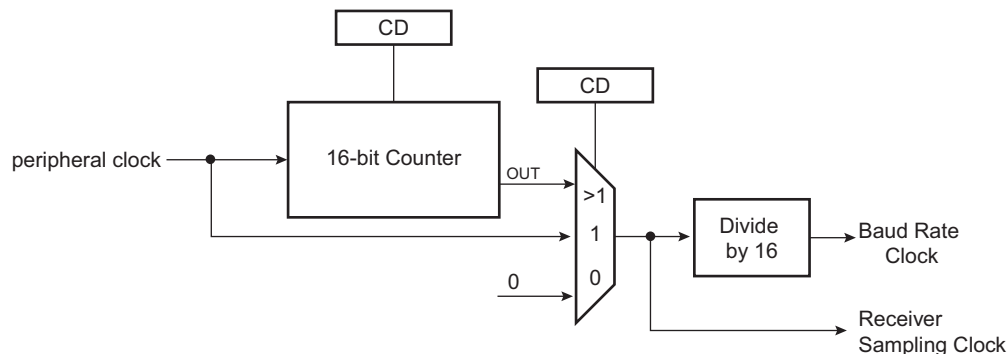 CD
CD
peripheral clock
16-bit Counter
OUT
>1
1
0
0
Divide
by 16
Baud Rate
Clock
Receiver
Sampling Clock